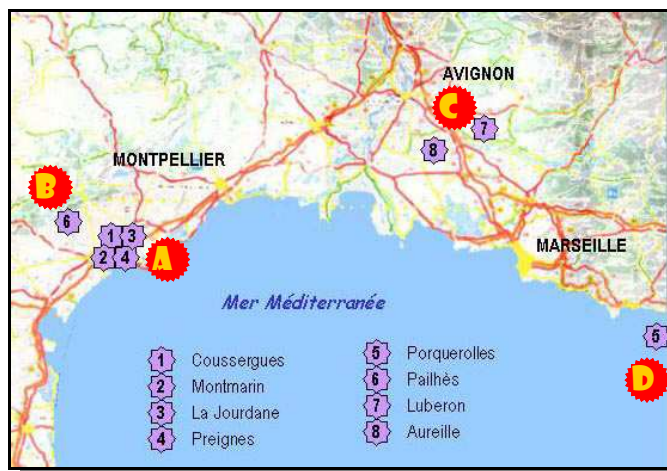 AVIGNON
C
7
8
MONTPELLIER
B
6
1 3
2 4
A
MARSEILLE
Mer Méditerranée
5
D
1 Coussergues
2 Montmarin
3 La Jourdane
4 Preignes
5 Porquerolles
6 Pailhès
7 Luberon
8 Aureille